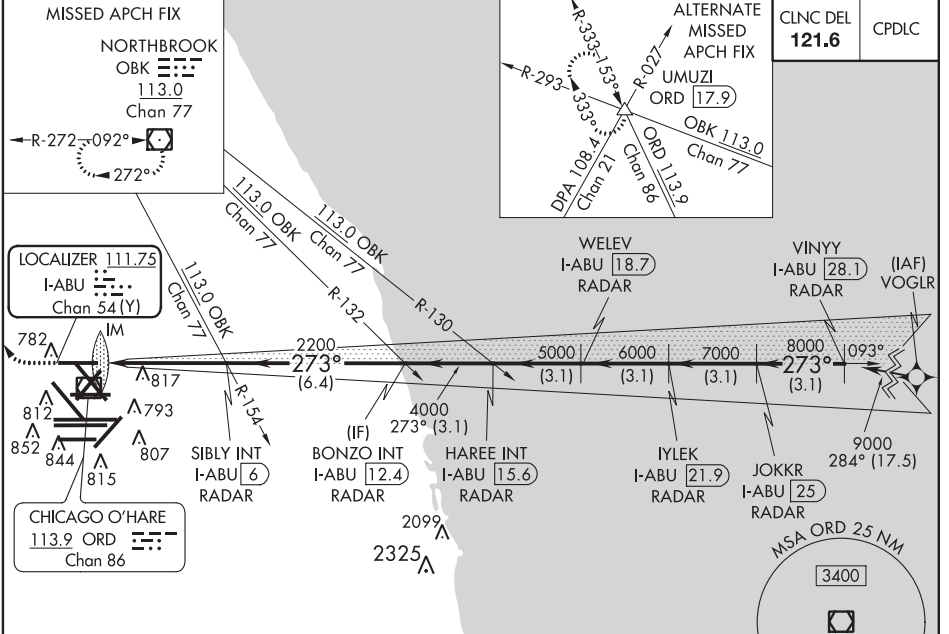 MISSED APCH FIX
NORTHBROOK
OBK
113.0
Chan 77
R-272
092°
272°
R-333
153°
R-027
ALTERNATE
MISSED
APCH FIX
R-293
333°
UMUZI
ORD 17.9
DPA 108.4
Chan 21
ORD 113.9
Chan 86
OBK 113.0
Chan 77
CLNC DEL
121.6
CPDLC
113.0 OBK
Chan 77
113.0 OBK
Chan 77
113.0 OBK
Chan 77
R-132
R-130
R-154
LOCALIZER 111.75
I-ABU
Chan 54 (Y)
IM
WELEV
I-ABU 18.7
RADAR
VINYY
I-ABU 28.1
RADAR
(IAF)
VOGLR
782
817
812
793
852
844
807
815
2200
273°
(6.4)
4000
273° (3.1)
5000
(3.1)
6000
(3.1)
7000
(3.1)
8000
273°
(3.1)
093°
9000
284° (17.5)
SIBLY INT
I-ABU 6
RADAR
(IF)
BONZO INT
I-ABU 12.4
RADAR
HAREE INT
I-ABU 15.6
RADAR
IYLEK
I-ABU 21.9
RADAR
JOKKR
I-ABU 25
RADAR
CHICAGO O'HARE
113.9 ORD
Chan 86
2099
2325
MSA ORD 25 NM
3400